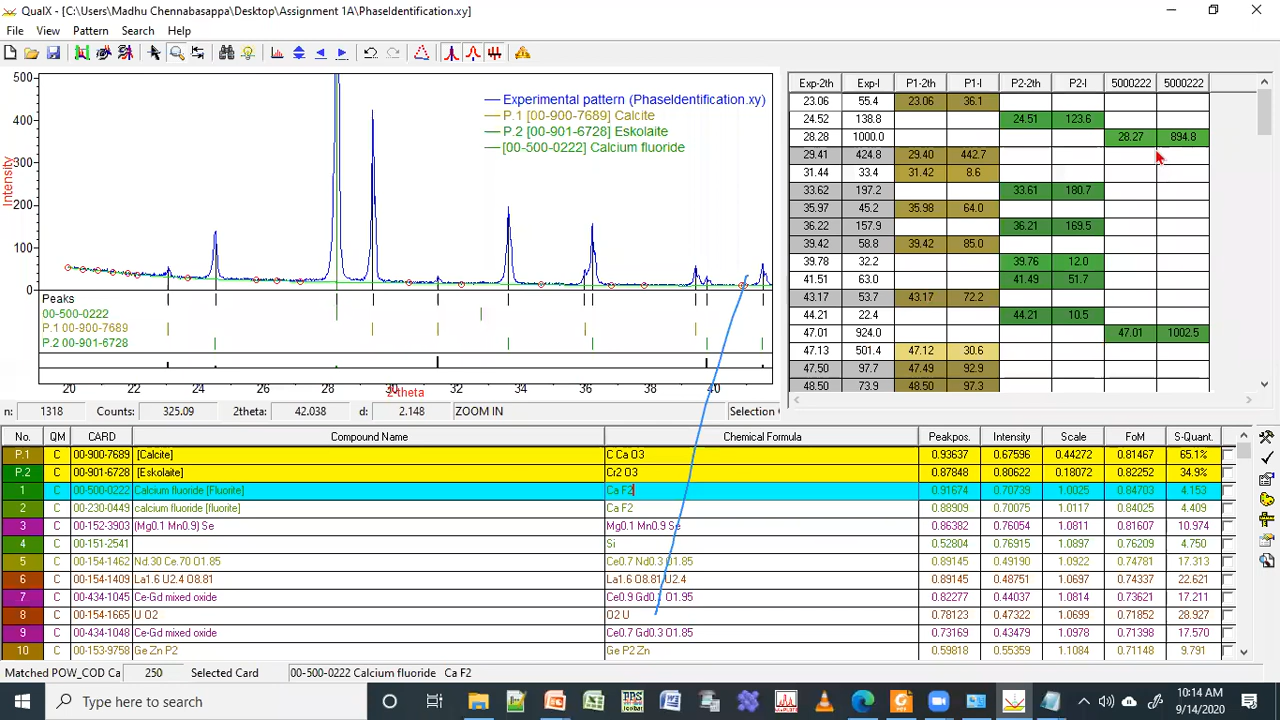 QualX - [C:\Users\Madhu Chennabasappa\Desktop\Assignment 1A\PhaseIdentification.xy]
File View Pattern Search Help
500
400
300
200
100
0
Intensity
Experimental pattern (PhaseIdentification.xy)
P.1 [00-900-7689] Calcite
P.2 [00-901-6728] Eskolaite
[00-500-0222] Calcium fluoride
Peaks
00-500-0222
P.1 00-900-7689
P.2 00-901-6728
20 22 24 26 28 30 32 34 36 38 40
2-theta
n: 1318 Counts: 325.09 2theta: 42.038 d: 2.148 ZOOM IN Selection
Exp-2th Exp-I P1-2th P1-I P2-2th P2-I 5000222 5000222
23.06 55.4 23.06 36.1
24.52 138.8 24.51 123.6
28.28 1000.0 28.27 894.8
29.41 424.8 29.40 442.7
31.44 33.4 31.42 8.6
33.62 197.2 33.61 180.7
35.97 45.2 35.98 64.0
36.22 157.9 36.21 169.5
39.42 58.8 39.42 85.0
39.78 32.2 39.76 12.0
41.51 63.0 41.49 51.7
43.17 53.7 43.17 72.2
44.21 22.4 44.21 10.5
47.01 924.0 47.01 1002.5
47.13 501.4 47.12 30.6
47.50 97.7 47.49 92.9
48.50 73.9 48.50 97.3
No. QM CARD Compound Name Chemical Formula Peakpos. Intensity Scale FoM S-Quant.
P.1 C 00-900-7689 [Calcite] C Ca O3 0.93637 0.67596 0.44272 0.81467 65.1%
P.2 C 00-901-6728 [Eskolaite] Cr2 O3 0.87848 0.80622 0.18072 0.82252 34.9%
1 C 00-500-0222 Calcium fluoride [Fluorite] Ca F2 0.91674 0.70739 1.0025 0.84703 4.153
2 C 00-230-0449 calcium fluoride [fluorite] Ca F2 0.88909 0.70075 1.0117 0.84025 4.409
3 C 00-152-3903 (Mg0.1 Mn0.9) Se Mg0.1 Mn0.9 Se 0.86382 0.76054 1.0811 0.81607 10.974
4 C 00-151-2541 Si 0.52804 0.76915 1.0897 0.76209 4.750
5 C 00-154-1462 Nd.30 Ce.70 O1.85 Ce0.7 Nd0.3 O1.85 0.89145 0.49190 1.0722 0.74781 17.313
6 C 00-154-1409 La1.6 U2.4 O8.81 La1.6 O8.81 U2.4 0.89145 0.48751 1.0697 0.74337 22.621
7 C 00-434-1045 Ce-Gd mixed oxide Ce0.9 Gd0.1 O1.95 0.82277 0.44037 1.0814 0.73621 17.211
8 C 00-154-1665 U O2 O2 U 0.78123 0.47322 1.0699 0.71852 28.927
9 C 00-434-1048 Ce-Gd mixed oxide Ce0.7 Gd0.3 O1.85 0.73169 0.43479 1.0978 0.71398 17.570
10 C 00-153-9758 Ge Zn P2 Ge P2 Zn 0.59818 0.55359 1.1084 0.71148 9.791
Matched POW_COD Ca 250 Selected Card 00-500-0222 Calcium fluoride Ca F2
Type here to search
10:14 AM
9/14/2020